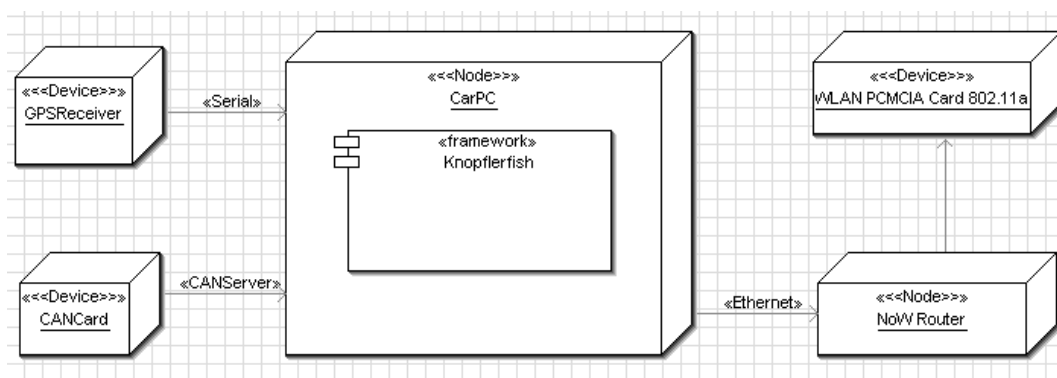 «<<Device>>»
GPSReceiver
«Serial»
«<<Node>>»
CarPC
«framework»
Knopflerfish
«<<Device>>»
WLAN PCMCIA Card 802.11a
«<<Device>>»
CANCard
«CANServer»
«Ethernet»
«<<Node>>»
NoW Router